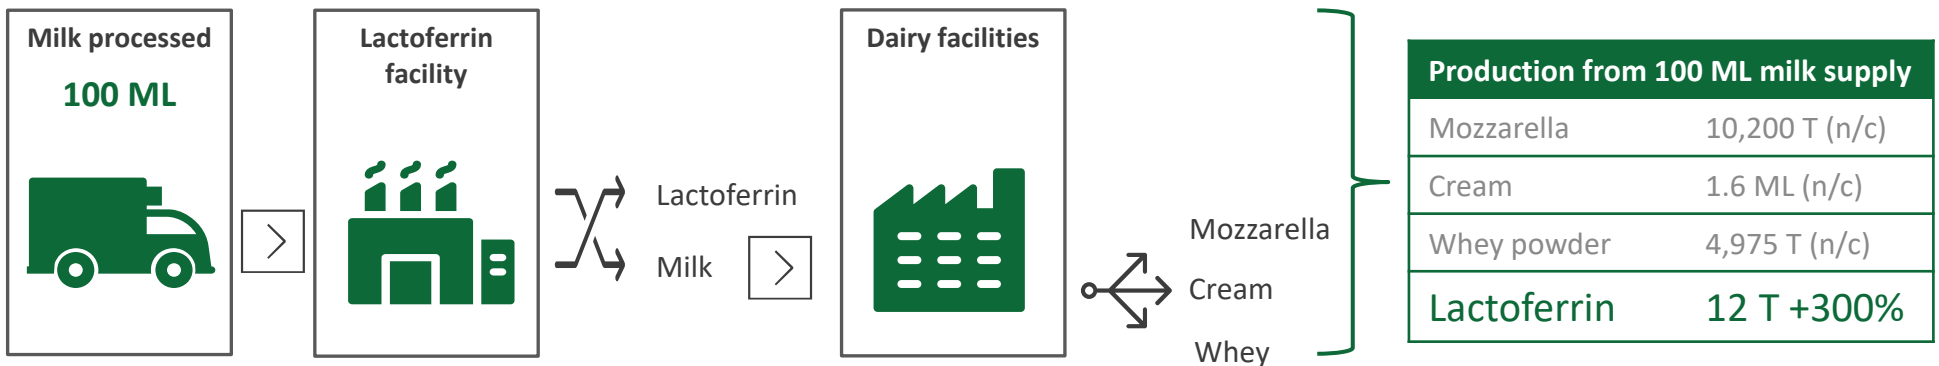 Milk processed
100 ML
Lactoferrin
facility
Lactoferrin
Milk
Dairy facilities
Mozzarella
Cream
Whey
Production from 100 ML milk supply
Mozzarella 10,200 T (n/c)
Cream 1.6 ML (n/c)
Whey powder 4,975 T (n/c)
Lactoferrin 12 T +300%